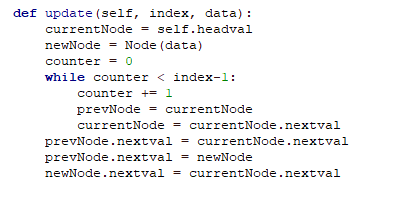 def update(self, index, data):
    currentNode = self.headval
    newNode = Node(data)
    counter = 0
    while counter < index-1:
        counter += 1
        prevNode = currentNode
        currentNode = currentNode.nextval
    prevNode.nextval = currentNode.nextval
    prevNode.nextval = newNode
    newNode.nextval = currentNode.nextval